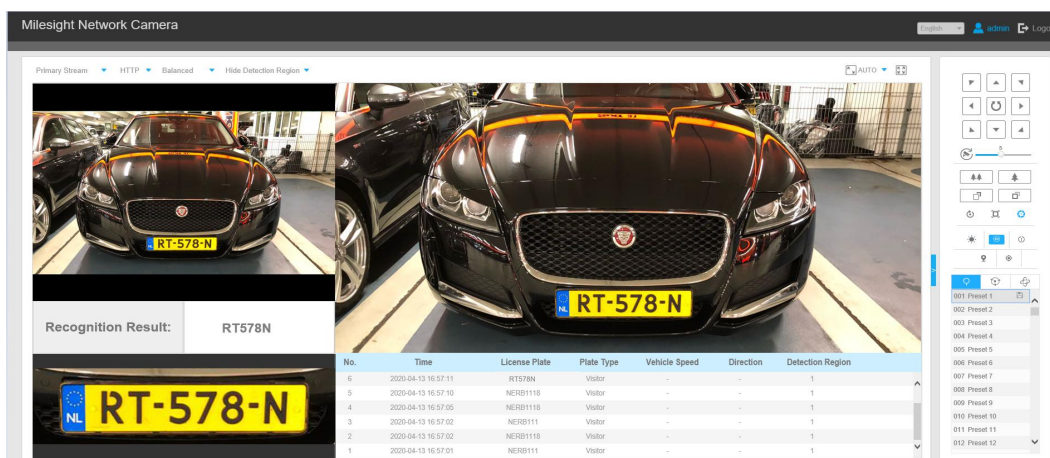 Milesight Network Camera
English admin Logo
Primary Stream HTTP Balanced Hide Detection Region AUTO
RT-578-N
NL RT-578-N
Recognition Result: RT578N
NL RT-578-N
No. Time License Plate Plate Type Vehicle Speed Direction Detection Region
6 2020-04-13 16:57:11 RT578N Visitor - - 1
5 2020-04-13 16:57:10 NERB1118 Visitor - - 1
4 2020-04-13 16:57:05 NERB1118 Visitor - - 1
3 2020-04-13 16:57:02 NERB111 Visitor - - 1
2 2020-04-13 16:57:02 NERB1118 Visitor - - 1
1 2020-04-13 16:57:01 NERB111 Visitor - - 1
5
001 Preset 1
002 Preset 2
003 Preset 3
004 Preset 4
005 Preset 5
006 Preset 6
007 Preset 7
008 Preset 8
009 Preset 9
010 Preset 10
011 Preset 11
012 Preset 12